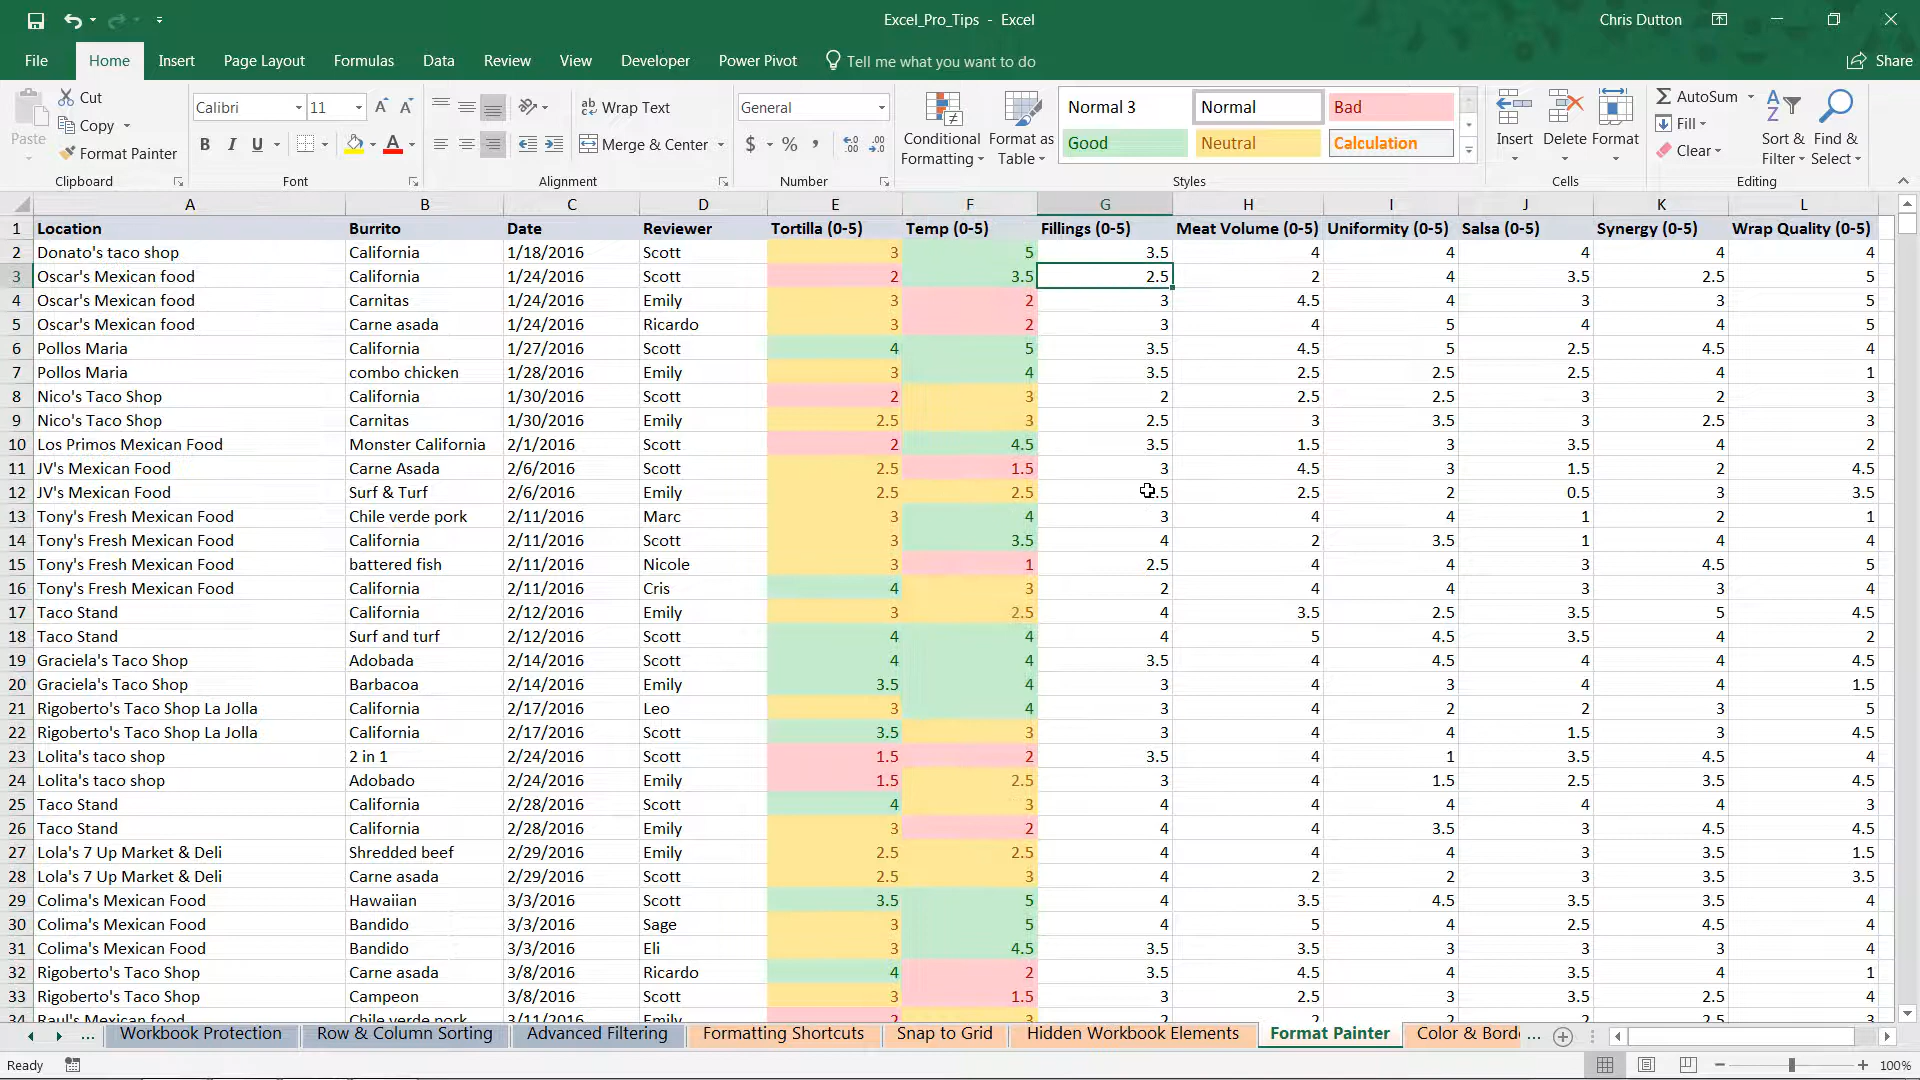 Excel_Pro_Tips - Excel
Chris Dutton
File Home Insert Page Layout Formulas Data Review View Developer Power Pivot Tell me what you want to do Share
Paste Cut Copy Format Painter Clipboard
Calibri 11 B I U A Font
ab Wrap Text Merge & Center Alignment
General $ % , Number
Conditional Formatting Format as Table Normal 3 Normal Bad Good Neutral Calculation Styles
Insert Delete Format Cells
AutoSum Fill Clear Sort & Filter Find & Select Editing
A B C D E F G H I J K L
1 Location Burrito Date Reviewer Tortilla (0-5) Temp (0-5) Fillings (0-5) Meat Volume (0-5) Uniformity (0-5) Salsa (0-5) Synergy (0-5) Wrap Quality (0-5)
2 Donato's taco shop California 1/18/2016 Scott 3 5 3.5 4 4 4 4 4
3 Oscar's Mexican food California 1/24/2016 Scott 2 3.5 2.5 2 4 3.5 2.5 5
4 Oscar's Mexican food Carnitas 1/24/2016 Emily 3 2 3 4.5 4 3 3 5
5 Oscar's Mexican food Carne asada 1/24/2016 Ricardo 3 2 3 4 5 4 4 5
6 Pollos Maria California 1/27/2016 Scott 4 5 3.5 4.5 5 2.5 4.5 4
7 Pollos Maria combo chicken 1/28/2016 Emily 3 4 3.5 2.5 2.5 2.5 4 1
8 Nico's Taco Shop California 1/30/2016 Scott 2 3 2 2.5 2.5 3 2 3
9 Nico's Taco Shop Carnitas 1/30/2016 Emily 2.5 3 2.5 3 3.5 3 2.5 3
10 Los Primos Mexican Food Monster California 2/1/2016 Scott 2 4.5 3.5 1.5 3 3.5 4 2
11 JV's Mexican Food Carne Asada 2/6/2016 Scott 2.5 1.5 3 4.5 3 1.5 2 4.5
12 JV's Mexican Food Surf & Turf 2/6/2016 Emily 2.5 2.5 .5 2.5 2 0.5 3 3.5
13 Tony's Fresh Mexican Food Chile verde pork 2/11/2016 Marc 3 4 3 4 4 1 2 1
14 Tony's Fresh Mexican Food California 2/11/2016 Scott 3 3.5 4 2 3.5 1 4 4
15 Tony's Fresh Mexican Food battered fish 2/11/2016 Nicole 3 1 2.5 4 4 3 4.5 5
16 Tony's Fresh Mexican Food California 2/11/2016 Cris 4 3 2 4 4 3 3 4
17 Taco Stand California 2/12/2016 Emily 3 2.5 4 3.5 2.5 3.5 5 4.5
18 Taco Stand Surf and turf 2/12/2016 Scott 4 4 4 5 4.5 3.5 4 2
19 Graciela's Taco Shop Adobada 2/14/2016 Scott 4 4 3.5 4 4.5 4 4 4.5
20 Graciela's Taco Shop Barbacoa 2/14/2016 Emily 3.5 4 3 4 3 4 4 1.5
21 Rigoberto's Taco Shop La Jolla California 2/17/2016 Leo 3 4 3 4 2 2 3 5
22 Rigoberto's Taco Shop La Jolla California 2/17/2016 Scott 3.5 3 3 4 4 1.5 3 4.5
23 Lolita's taco shop 2 in 1 2/24/2016 Scott 1.5 2 3.5 4 1 3.5 4.5 4
24 Lolita's taco shop Adobado 2/24/2016 Emily 1.5 2.5 3 4 1.5 2.5 3.5 4.5
25 Taco Stand California 2/28/2016 Scott 4 3 4 4 4 4 4 3
26 Taco Stand California 2/28/2016 Emily 3 2 4 4 3.5 3 4.5 4.5
27 Lola's 7 Up Market & Deli Shredded beef 2/29/2016 Emily 2.5 2.5 4 4 4 3 3.5 1.5
28 Lola's 7 Up Market & Deli Carne asada 2/29/2016 Scott 2.5 3 4 2 2 3 3.5 3.5
29 Colima's Mexican Food Hawaiian 3/3/2016 Scott 3.5 5 4 3.5 4.5 3.5 3.5 4
30 Colima's Mexican Food Bandido 3/3/2016 Sage 3 5 4 5 4 2.5 4.5 4
31 Colima's Mexican Food Bandido 3/3/2016 Eli 3 4.5 3.5 3.5 3 3 3 4
32 Rigoberto's Taco Shop Carne asada 3/8/2016 Ricardo 4 2 3.5 4.5 4 3.5 4 1
33 Rigoberto's Taco Shop Campeon 3/8/2016 Scott 3 1.5 3 2.5 3 3.5 2.5 4
34 Raul's Mexican food Chile verde pork 3/11/2016 Emily
... Workbook Protection Row & Column Sorting Advanced Filtering Formatting Shortcuts Snap to Grid Hidden Workbook Elements Format Painter Color & Bord ...
Ready 100%